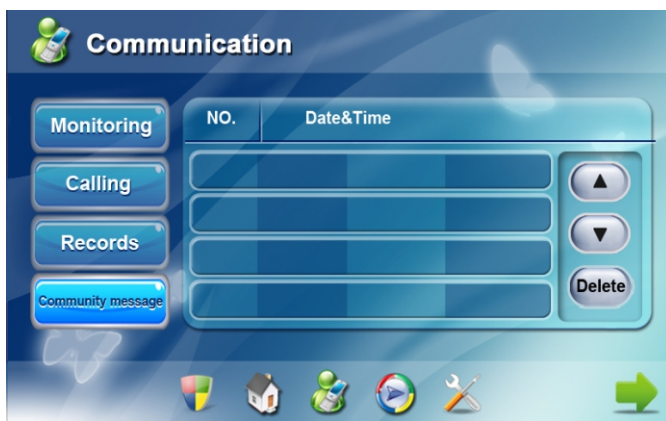 Communication
Monitoring
NO. Date&Time
Calling
Records
Community message
Delete